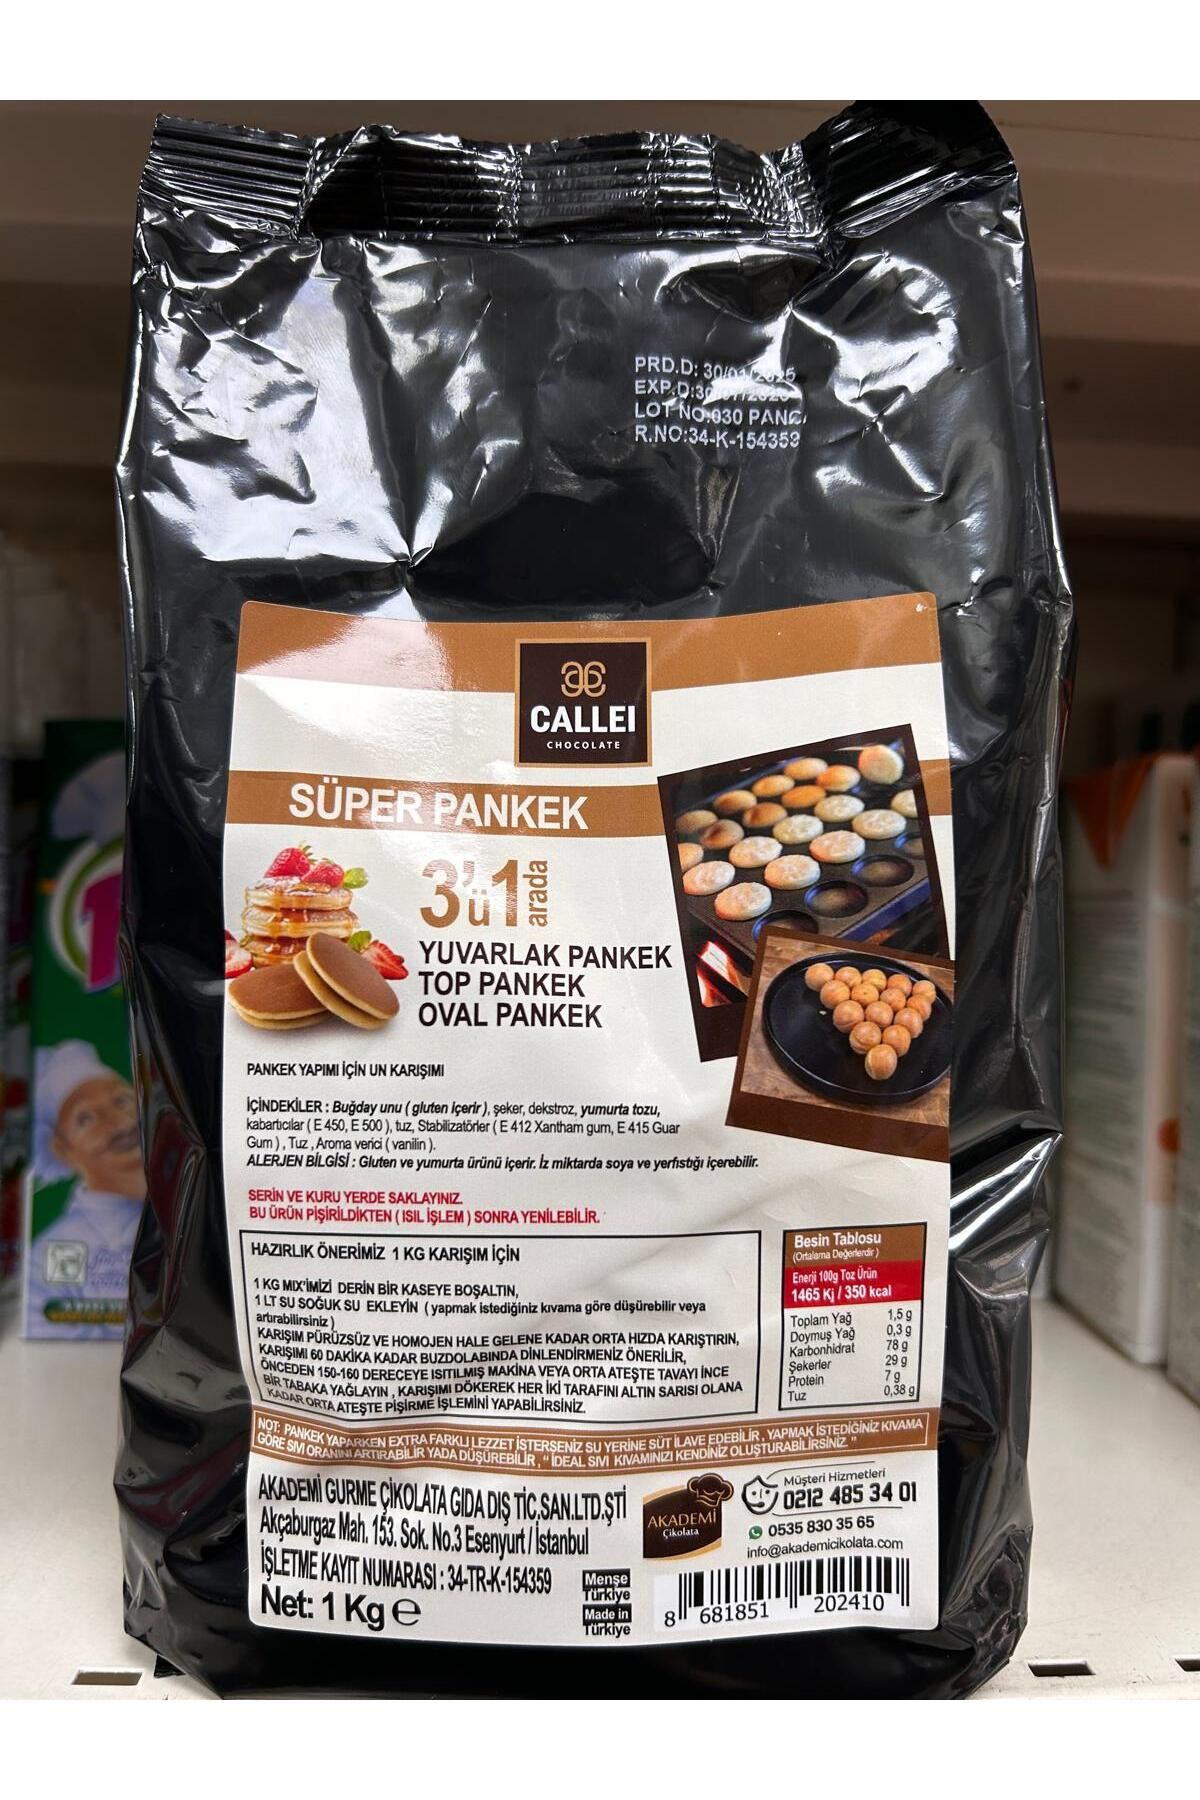 PRD.D: 30/01/2025
EXP.D:30/07/2026
LOT NO:030 PANC
R.NO:34-K-154359
CALLEI
CHOCOLATE
SÜPER PANKEK
3'ü 1 arada
YUVARLAK PANKEK
TOP PANKEK
OVAL PANKEK
PANKEK YAPIMI İÇİN UN KARIŞIMI
İÇİNDEKİLER : Buğday unu ( gluten içerir ), şeker, dekstroz, yumurta tozu,
kabartıcılar ( E 450, E 500 ), tuz, Stabilizatörler ( E 412 Xantham gum, E 415 Guar
Gum ) , Tuz , Aroma verici ( vanilin ).
ALERJEN BİLGİSİ : Gluten ve yumurta ürünü içerir. İz miktarda soya ve yerfıstığı içerebilir.
SERİN VE KURU YERDE SAKLAYINIZ.
BU ÜRÜN PİŞİRİLDİKTEN ( ISIL İŞLEM ) SONRA YENİLEBİLİR.
HAZIRLIK ÖNERİMİZ 1 KG KARIŞIM İÇİN
1 KG MIX'İMİZİ DERİN BİR KASEYE BOŞALTIN,
1 LT SU SOĞUK SU EKLEYİN ( yapmak istediğiniz kıvama göre düşürebilir veya
artırabilirsiniz )
KARIŞIM PÜRÜZSÜZ VE HOMOJEN HALE GELENE KADAR ORTA HIZDA KARIŞTIRIN,
KARIŞIMI 60 DAKİKA KADAR BUZDOLABINDA DİNLENDİRMENİZ ÖNERİLİR,
ÖNCEDEN 150-160 DERECEYE ISITILMIŞ MAKİNA VEYA ORTA ATEŞTE TAVAYI İNCE
BİR TABAKA YAĞLAYIN , KARIŞIMI DÖKEREK HER İKİ TARAFINI ALTIN SARISI OLANA
KADAR ORTA ATEŞTE PİŞİRME İŞLEMİNİ YAPABİLİRSİNİZ.
Besin Tablosu
(Ortalama Değerlerdir )
Enerji 100g Toz Ürün
1465 Kj / 350 kcal
Toplam Yağ 1,5 g
Doymuş Yağ 0,3 g
Karbonhidrat 78 g
Şekerler 29 g
Protein 7 g
Tuz 0,38 g
NOT: PANKEK YAPARKEN EXTRA FARKLI LEZZET İSTERSENİZ SU YERİNE SÜT İLAVE EDEBİLİR , YAPMAK İSTEDİĞİNİZ KIVAMA
GÖRE SIVI ORANINI ARTIRABİLİR YADA DÜŞÜREBİLİR , " İDEAL SIVI KIVAMINIZI KENDİNİZ OLUŞTURABİLİRSİNİZ. "
AKADEMİ GURME ÇİKOLATA GIDA DIŞ TİC.SAN.LTD.ŞTİ
Akçaburgaz Mah. 153. Sok. No.3 Esenyurt / İstanbul
İŞLETME KAYIT NUMARASI : 34-TR-K-154359
Net: 1 Kg ℮
Menşe
Türkiye
Made in
Türkiye
AKADEMİ
Çikolata
Müşteri Hizmetleri
0212 485 34 01
0535 830 35 65
info@akademicikolata.com
8 681851 202410